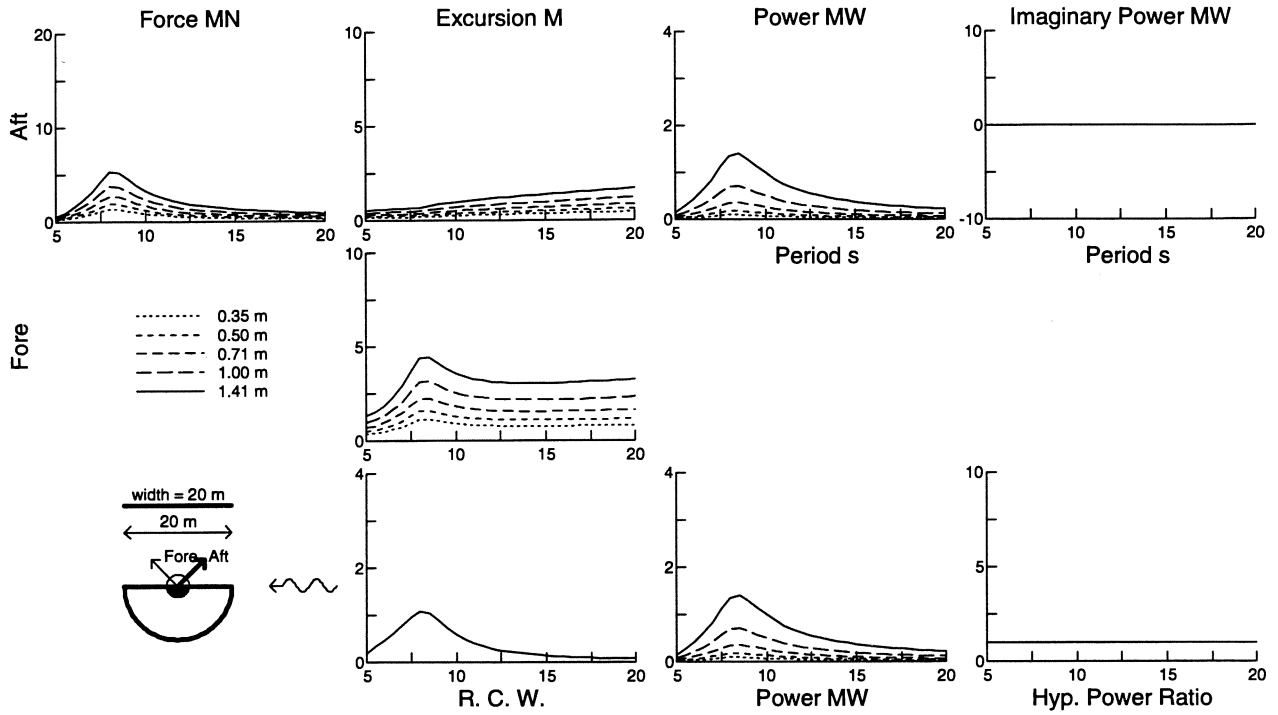 Force MN Excursion M Power MW Imaginary Power MW
20 10 4 10
5
Aft 10 5 2 0
0 0 0 -10
5 10 15 20 5 10 15 20 5 10 15 20 5 10 15 20
Period s Period s
10
Fore
0.35 m
0.50 m
0.71 m
1.00 m
1.41 m
5
0
5 10 15 20
4 4 10
width = 20 m
20 m
Fore Aft
2 2 5
0 0 0
5 10 15 20 5 10 15 20 5 10 15 20
R. C. W. Power MW Hyp. Power Ratio